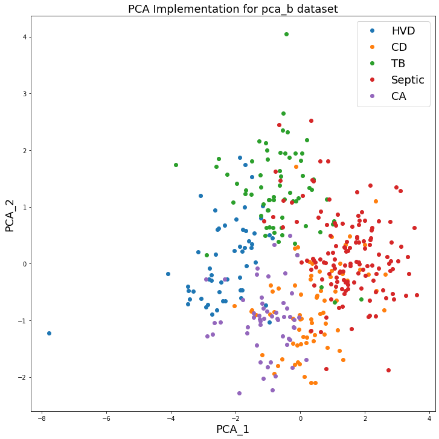 PCA Implementation for pca_b dataset
HVD
CD
TB
Septic
CA
PCA_2
4
3
2
1
0
−1
−2
−8
−6
−4
−2
0
2
4
PCA_1